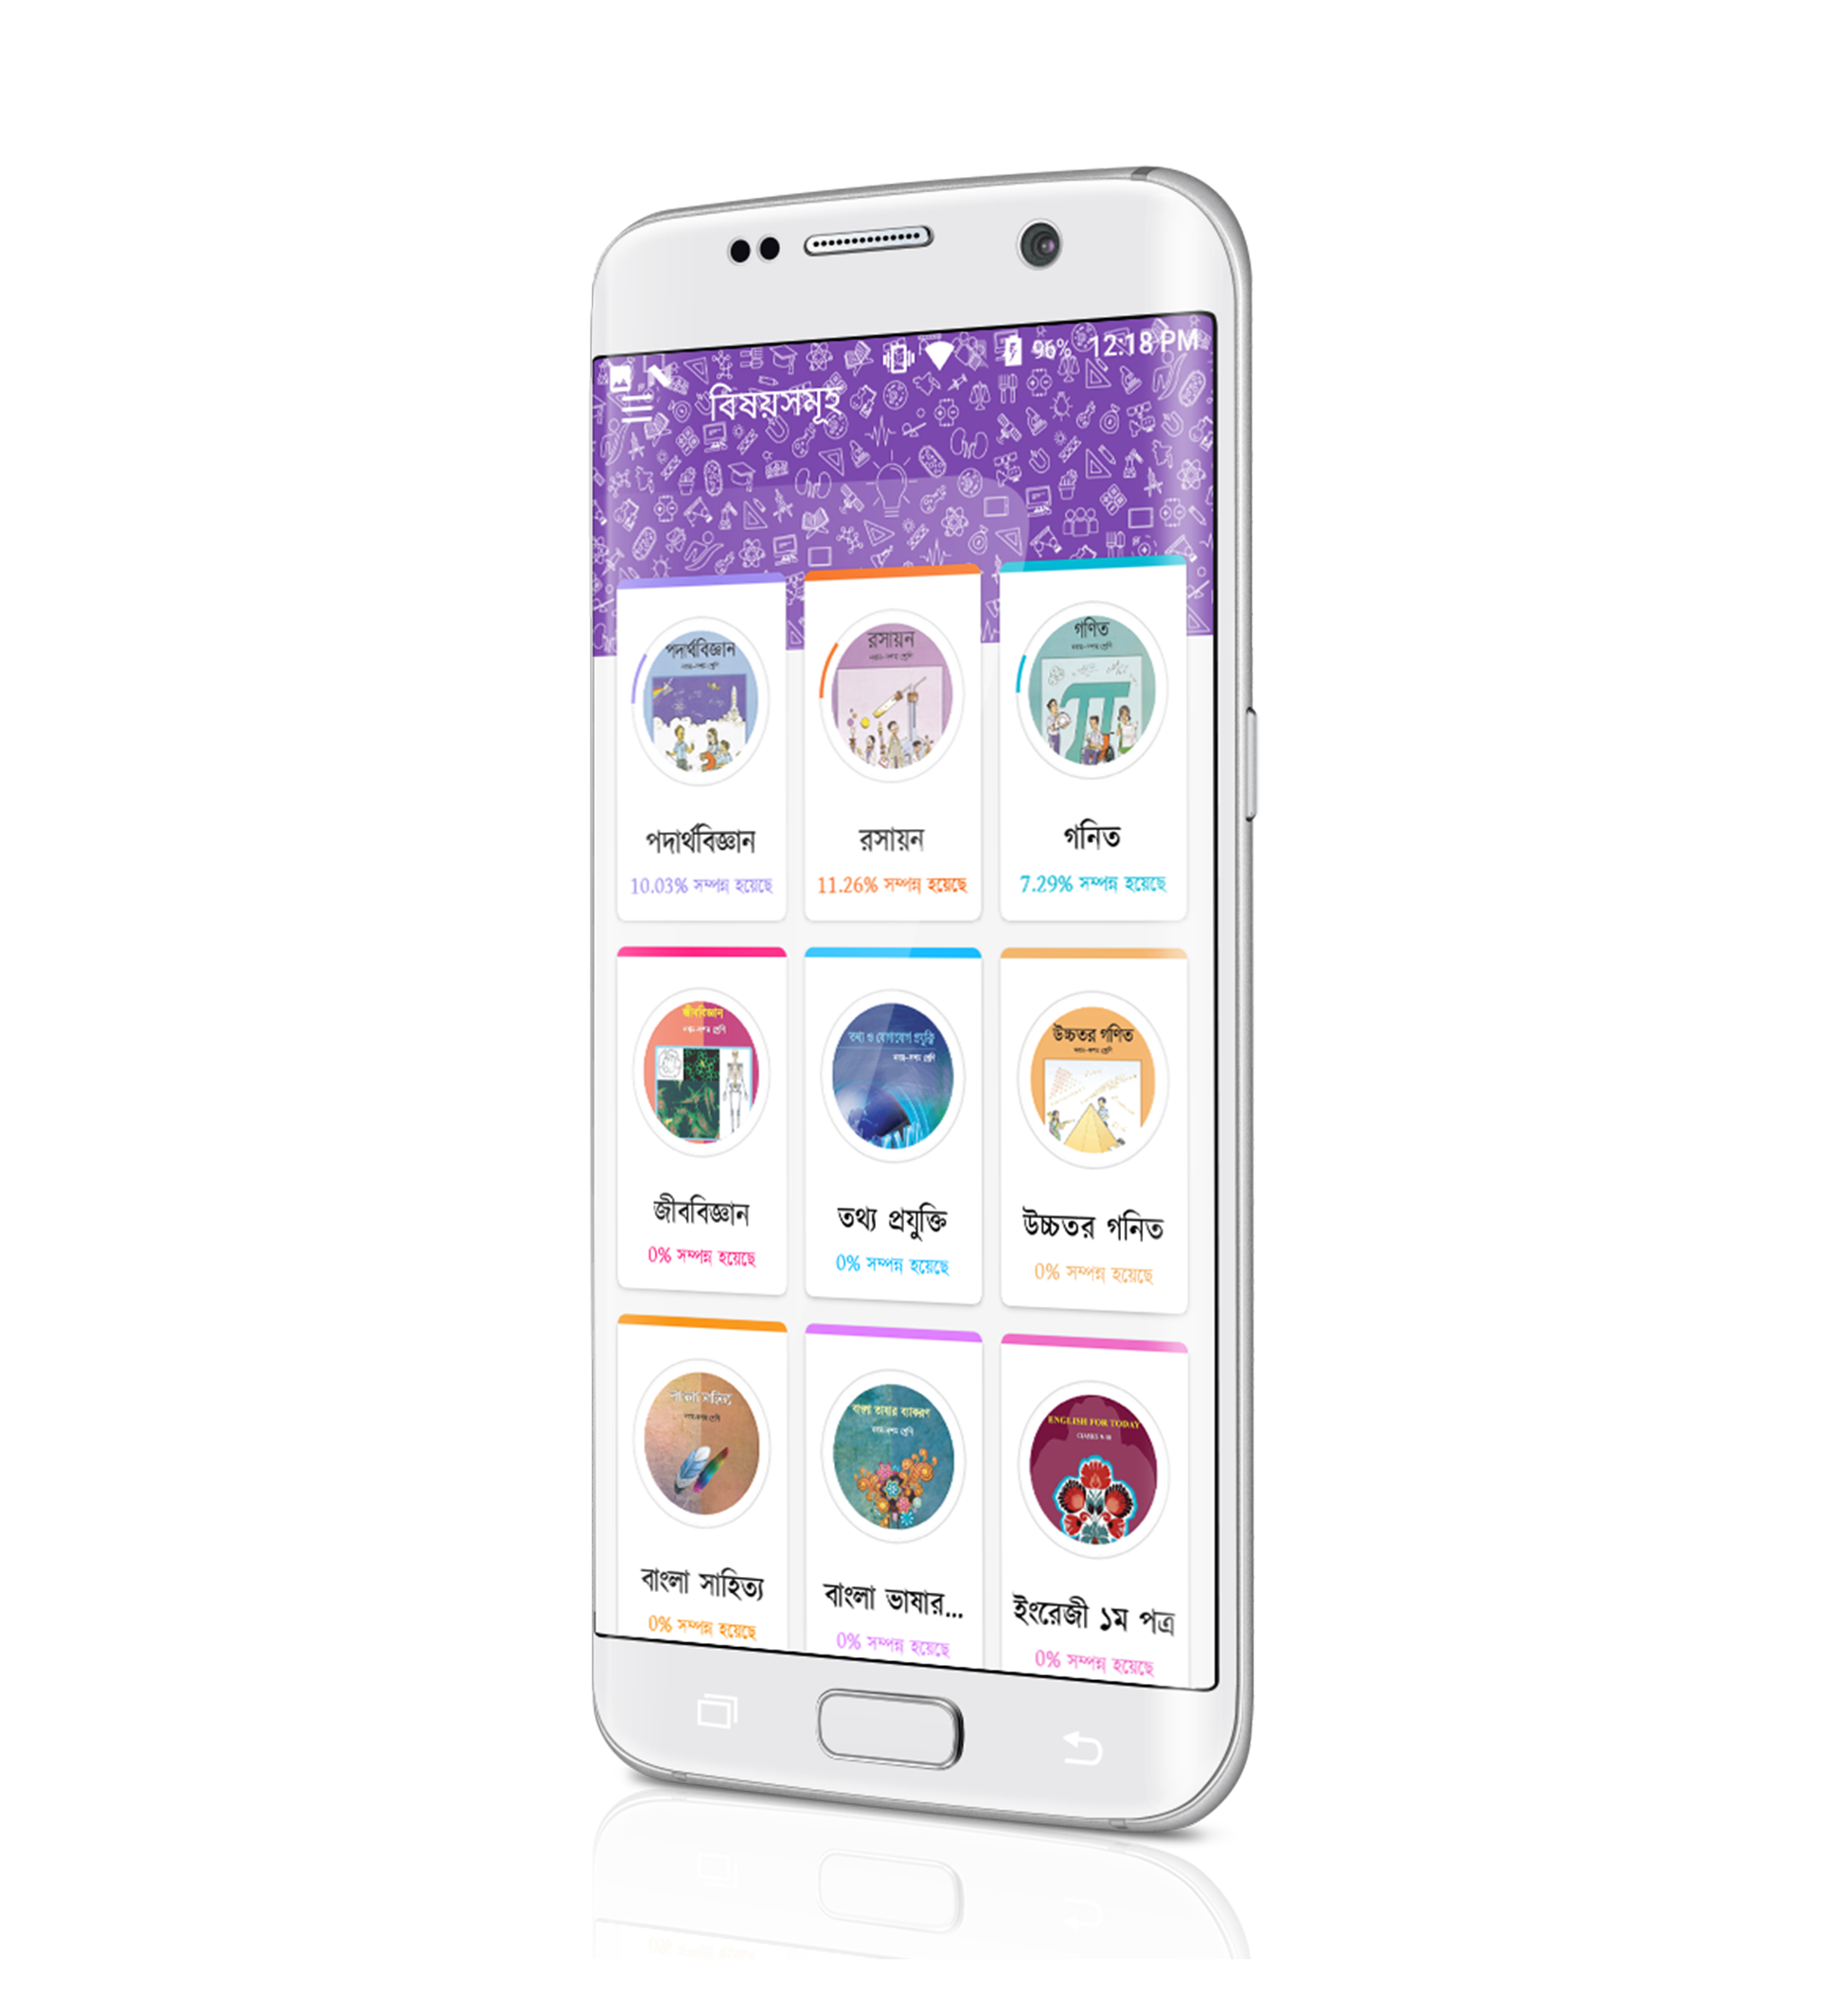 96% 12:18 PM
বিষয়সমূহ
পদার্থবিজ্ঞান
নবম-দশম শ্রেণি
রসায়ন
নবম-দশম শ্রেণি
গণিত
নবম-দশম শ্রেণি
পদার্থবিজ্ঞান
রসায়ন
গনিত
10.03% সম্পন্ন হয়েছে
11.26% সম্পন্ন হয়েছে
7.29% সম্পন্ন হয়েছে
জীববিজ্ঞান
নবম-দশম শ্রেণি
তথ্য ও যোগাযোগ প্রযুক্তি
নবম-দশম শ্রেণি
উচ্চতর গণিত
নবম-দশম শ্রেণি
জীববিজ্ঞান
তথ্য প্রযুক্তি
উচ্চতর গনিত
0% সম্পন্ন হয়েছে
0% সম্পন্ন হয়েছে
0% সম্পন্ন হয়েছে
বাংলা সাহিত্য
নবম-দশম শ্রেণি
বাংলা ভাষার ব্যাকরণ
নবম-দশম শ্রেণি
ENGLISH FOR TODAY
CLASSES 9-10
বাংলা সাহিত্য
বাংলা ভাষার...
ইংরেজী ১ম পত্র
0% সম্পন্ন হয়েছে
0% সম্পন্ন হয়েছে
0% সম্পন্ন হয়েছে